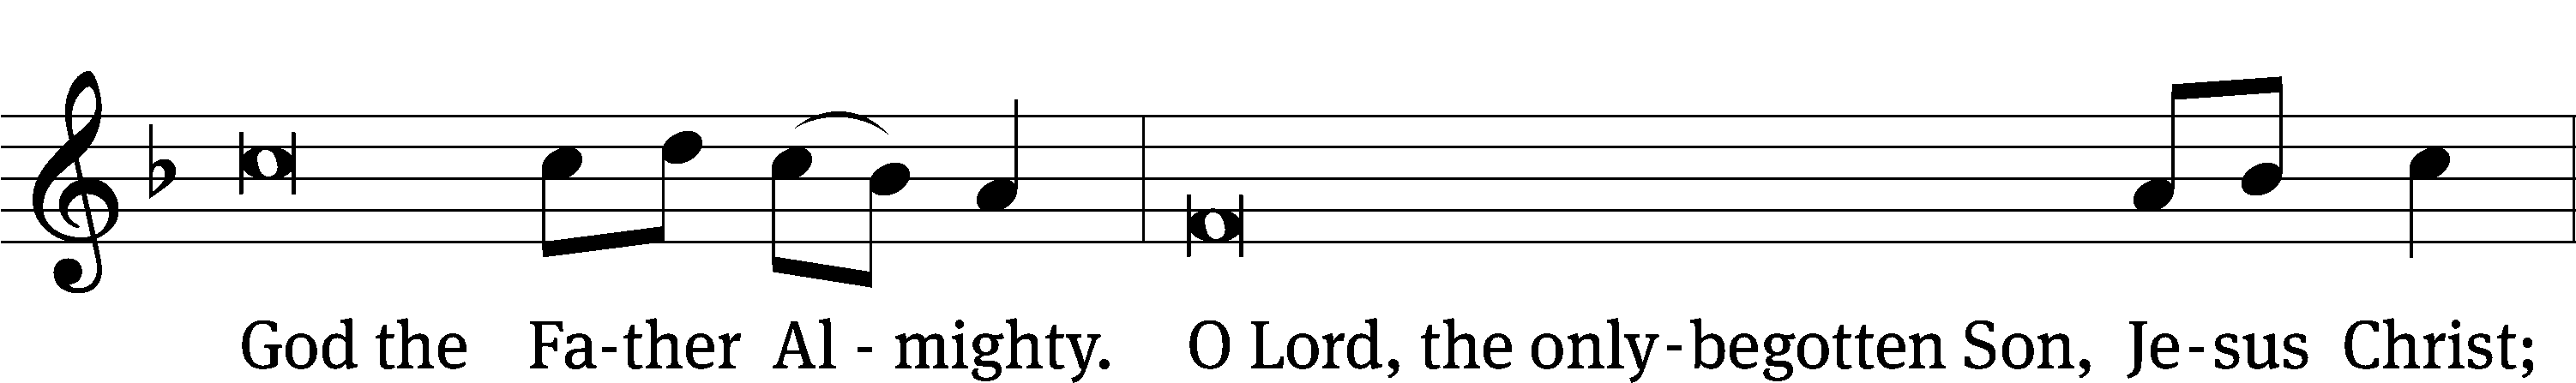 God the Fa-ther Al - mighty. O Lord, the only-begotten Son, Je-sus Christ;